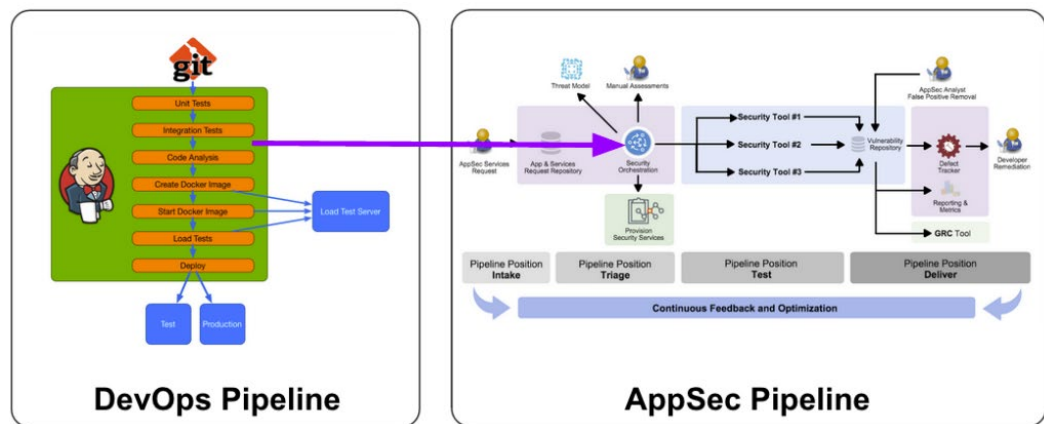 git
Unit Tests
Integration Tests
Code Analysis
Create Docker Image
Start Docker Image
Load Tests
Deploy
Load Test Server
Test
Production
DevOps Pipeline
Threat Model
Manual Assessments
AppSec Analyst
False Positive Removal
AppSec Services
Request
App & Services
Request Repository
Security
Orchestration
Security Tool #1
Security Tool #2
Security Tool #3
Vulnerability
Repository
Defect
Tracker
Developer
Remediation
Reporting &
Metrics
Provision
Security Services
GRC Tool
Pipeline Position
Intake
Pipeline Position
Triage
Pipeline Position
Test
Pipeline Position
Deliver
Continuous Feedback and Optimization
AppSec Pipeline